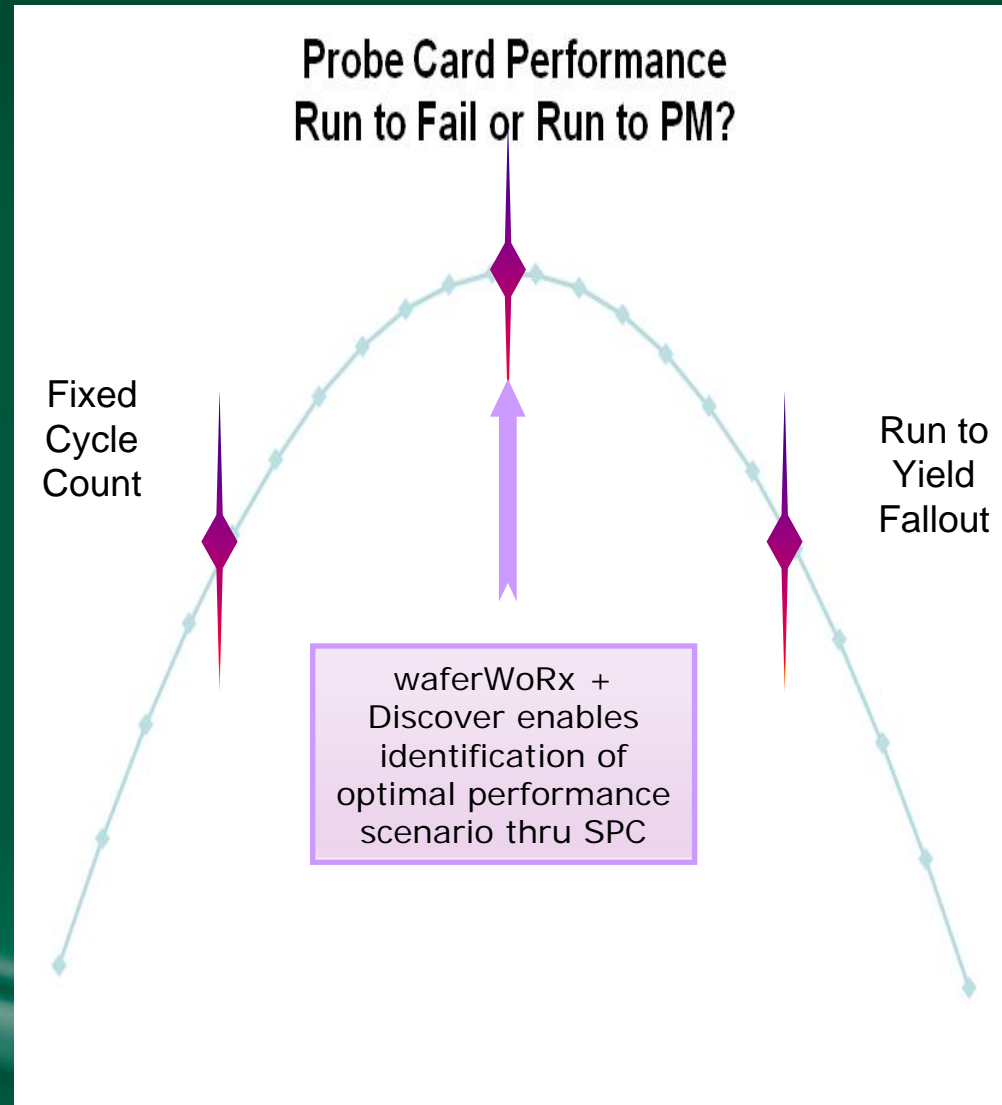 Probe Card Performance
Run to Fail or Run to PM?
Fixed
Cycle
Count
Run to
Yield
Fallout
waferWoRx +
Discover enables
identification of
optimal performance
scenario thru SPC